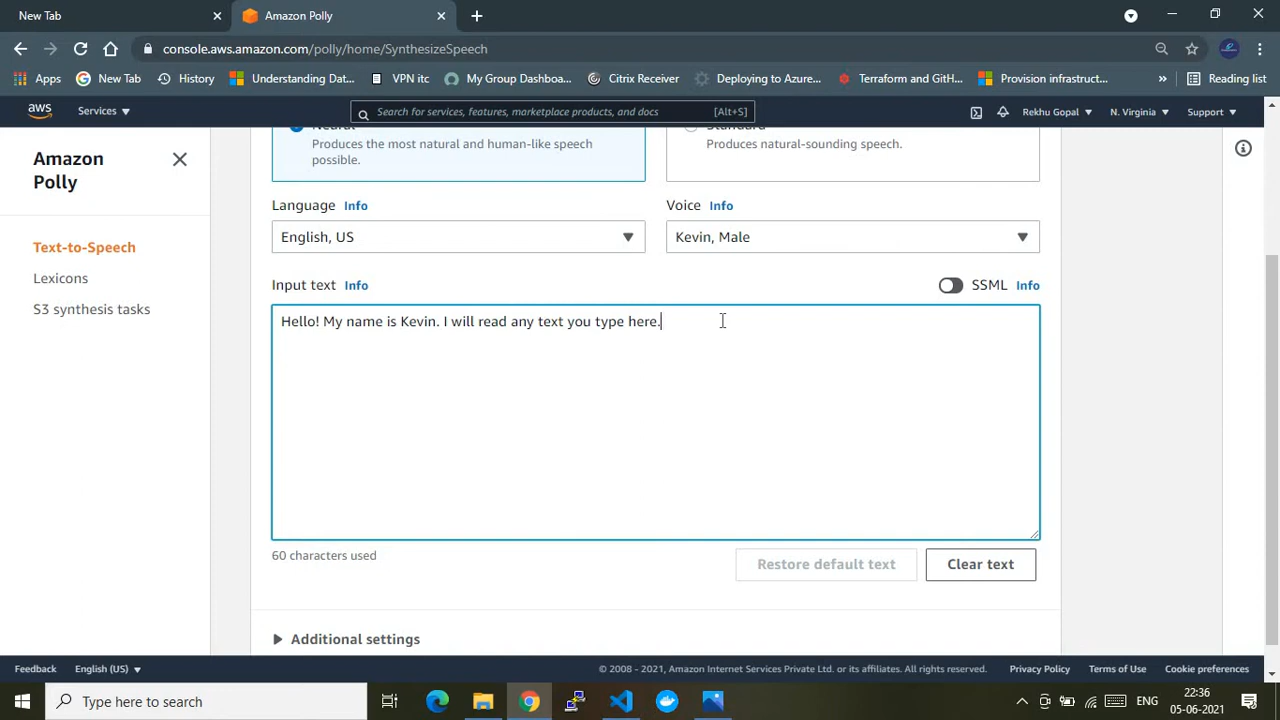 New Tab
Amazon Polly
console.aws.amazon.com/polly/home/SynthesizeSpeech
Apps
New Tab
History
Understanding Dat...
VPN itc
My Group Dashboa...
Citrix Receiver
Deploying to Azure...
Terraform and GitH...
Provision infrastruct...
»
Reading list
aws
Services
Search for services, features, marketplace products, and docs
[Alt+S]
Rekhu Gopal
N. Virginia
Support
Amazon
Polly
Text-to-Speech
Lexicons
S3 synthesis tasks
Neural
Produces the most natural and human-like speech
possible.
Standard
Produces natural-sounding speech.
Language Info
English, US
Voice Info
Kevin, Male
Input text Info
SSML Info
Hello! My name is Kevin. I will read any text you type here.
60 characters used
Restore default text
Clear text
Additional settings
Feedback
English (US)
© 2008 - 2021, Amazon Internet Services Private Ltd. or its affiliates. All rights reserved.
Privacy Policy
Terms of Use
Cookie preferences
Type here to search
ENG
22:36
05-06-2021